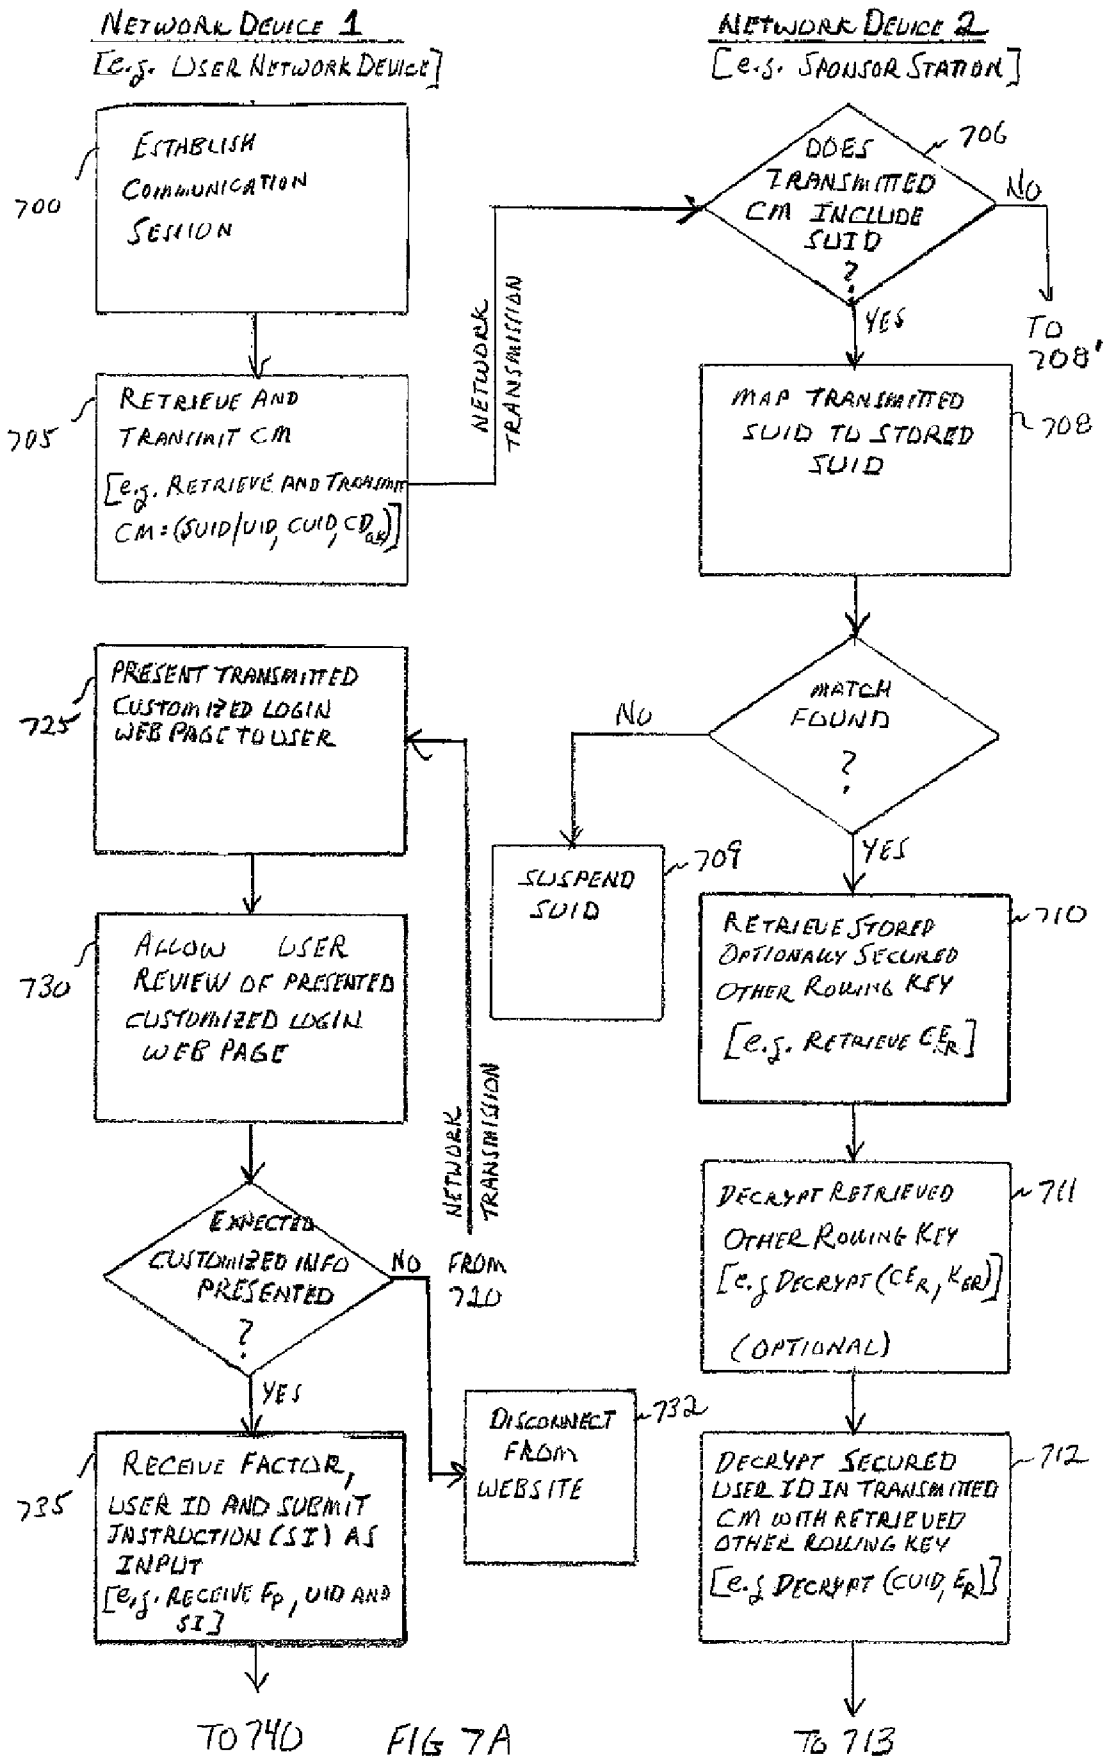 NETWORK DEVICE 1
[e.g. USER NETWORK DEVICE]
700
ESTABLISH
COMMUNICATION
SESSION
705
RETRIEVE AND
TRANSMIT CM
[e.g. RETRIEVE AND TRANSMIT
CM=(SUID/UID, CUID, CD
NETWORK
TRANSMISSION
725
PRESENT TRANSMITTED
CUSTOMIZED LOGIN
WEB PAGE TO USER
730
ALLOW USER
REVIEW OF PRESENTED
CUSTOMIZED LOGIN
WEB PAGE
NETWORK
TRANSMISSION
FROM
720
EXPECTED
CUSTOMIZED INFO
PRESENTED
?
NO
YES
732
DISCONNECT
FROM
WEBSITE
735
RECEIVE FACTOR,
USER ID AND SUBMIT
INSTRUCTION (SI) AS
INPUT
[e.g. RECEIVE Fp, UID AND
SI]
TO 740
NETWORK DEVICE 2
[e.g. SPONSOR STATION]
706
DOES
TRANSMITTED
CM INCLUDE
SUID
?
NO
TO
708'
YES
708
MAP TRANSMITTED
SUID TO STORED
SUID
MATCH
FOUND
?
NO
YES
709
SUSPEND
SUID
710
RETRIEVE STORED
OPTIONALLY SECURED
OTHER ROLLING KEY
[e.g. RETRIEVE CER]
711
DECRYPT RETRIEVED
OTHER ROLLING KEY
[e.g DECRYPT (CER, KER)]
(OPTIONAL)
712
DECRYPT SECURED
USER ID IN TRANSMITTED
CM WITH RETRIEVED
OTHER ROLLING KEY
[e.g DECRYPT (CUID, ER)]
TO 713
FIG 7A